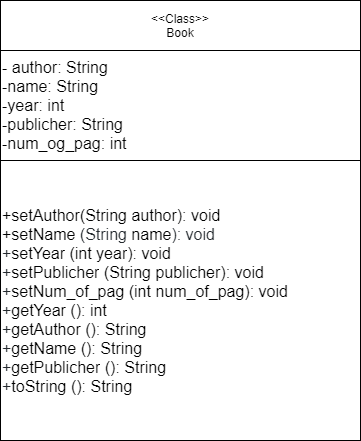 <<Class>>
Book
- author: String
-name: String
-year: int
-publicher: String
-num_og_pag: int
+setAuthor(String author): void
+setName (String name): void
+setYear (int year): void
+setPublicher (String publicher): void
+setNum_of_pag (int num_of_pag): void
+getYear (): int
+getAuthor (): String
+getName (): String
+getPublicher (): String
+toString (): String